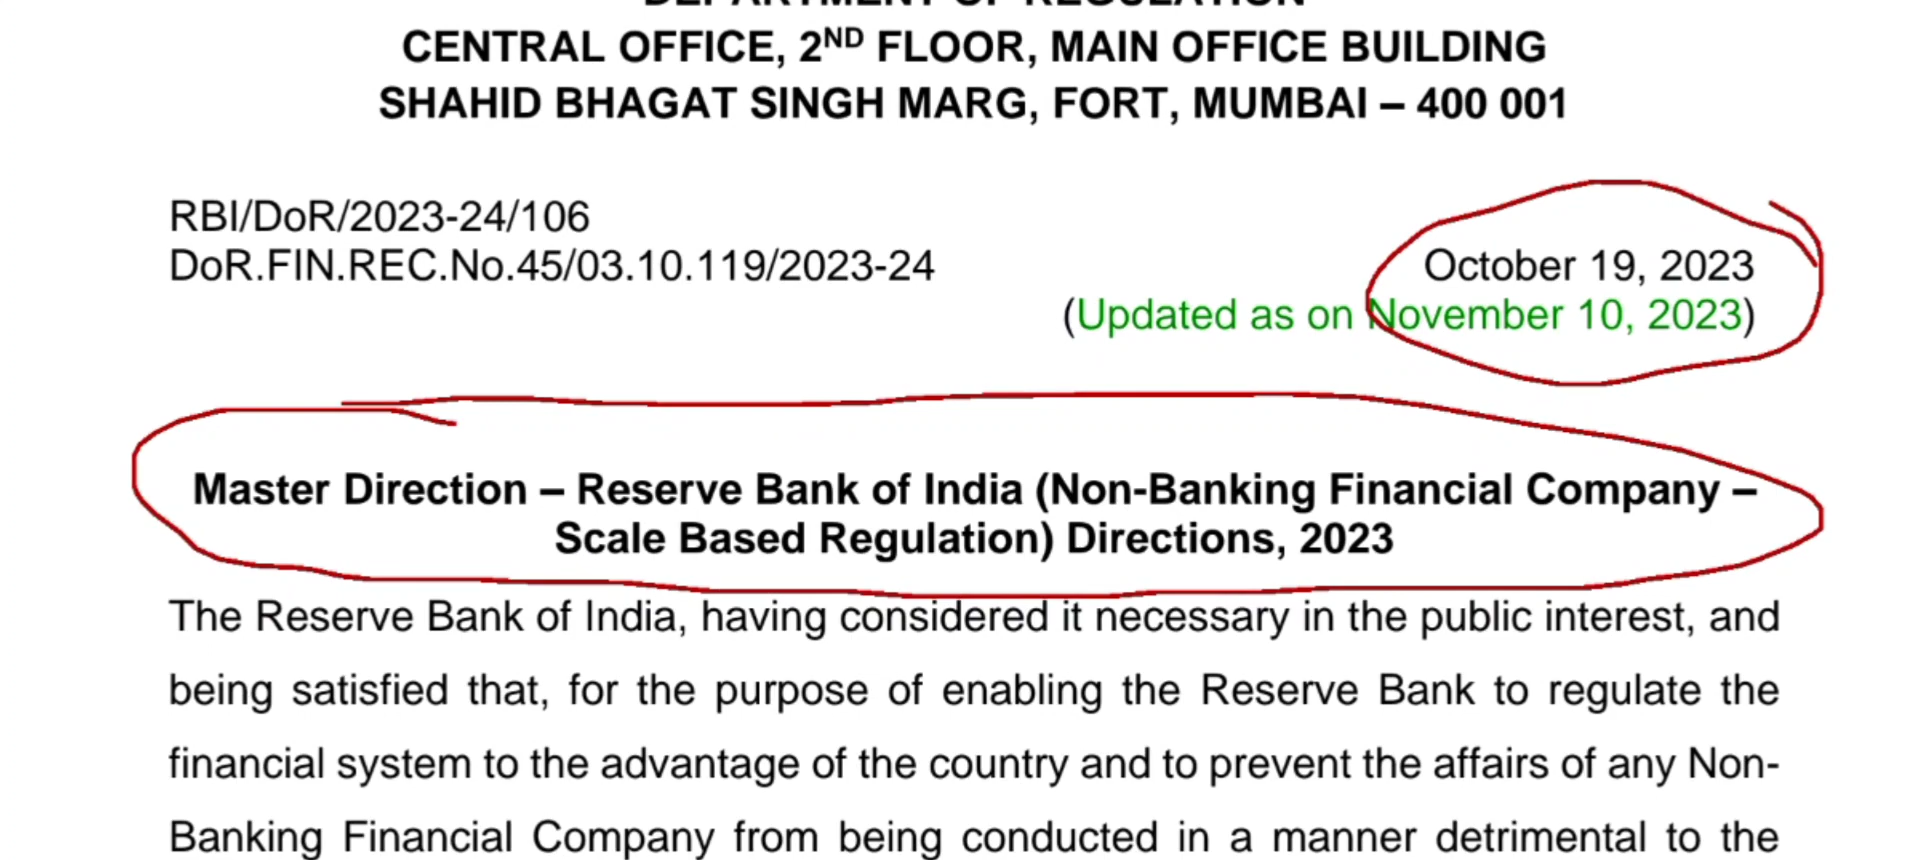 DEPARTMENT OF REGULATION
CENTRAL OFFICE, 2ND FLOOR, MAIN OFFICE BUILDING
SHAHID BHAGAT SINGH MARG, FORT, MUMBAI – 400 001
RBI/DoR/2023-24/106
DoR.FIN.REC.No.45/03.10.119/2023-24 October 19, 2023
(Updated as on November 10, 2023)
Master Direction – Reserve Bank of India (Non-Banking Financial Company –
Scale Based Regulation) Directions, 2023
The Reserve Bank of India, having considered it necessary in the public interest, and
being satisfied that, for the purpose of enabling the Reserve Bank to regulate the
financial system to the advantage of the country and to prevent the affairs of any Non-
Banking Financial Company from being conducted in a manner detrimental to the